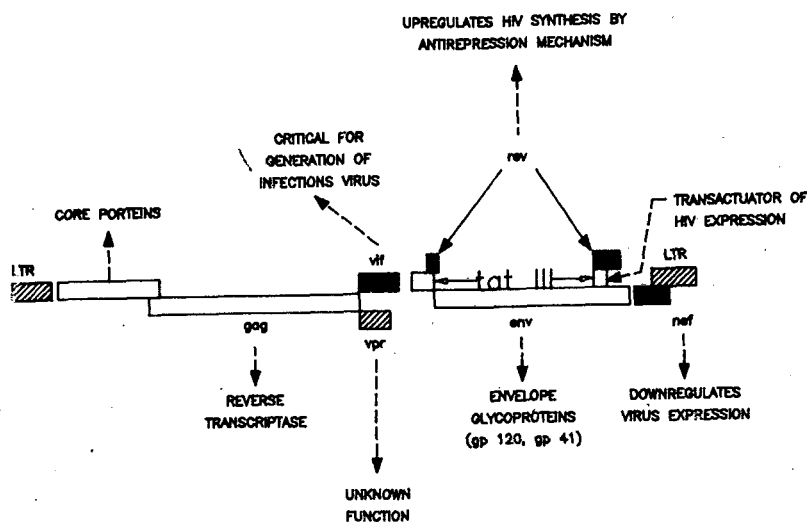 UPREGULATES HIV SYNTHESIS BY
ANTIREPRESSION MECHANISM
CRITICAL FOR
GENERATION OF
INFECTIONS VIRUS
rev
TRANSACTUATOR OF
HIV EXPRESSION
CORE PORTEINS
LTR
vif
tat III
LTR
gag
vpr
env
nef
REVERSE
TRANSCRIPTASE
ENVELOPE
GLYCOPROTEINS
(gp 120, gp 41)
DOWNREGULATES
VIRUS EXPRESSION
UNKNOWN
FUNCTION